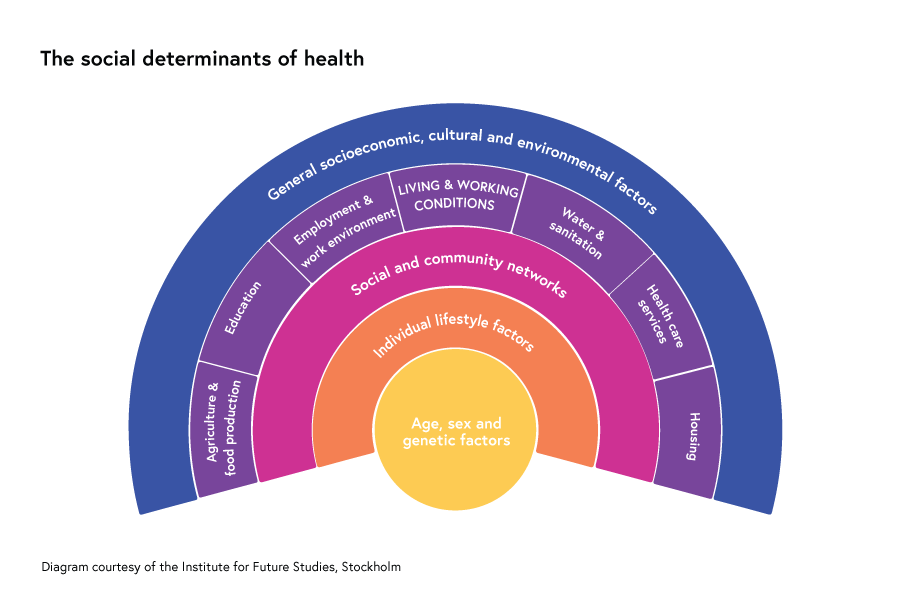 The social determinants of health
General socioeconomic, cultural and environmental factors
Agriculture &
food production
Education
Employment &
work environment
LIVING & WORKING
CONDITIONS
Water &
sanitation
Health care
services
Housing
Social and community networks
Individual lifestyle factors
Age, sex and
genetic factors
Diagram courtesy of the Institute for Future Studies, Stockholm